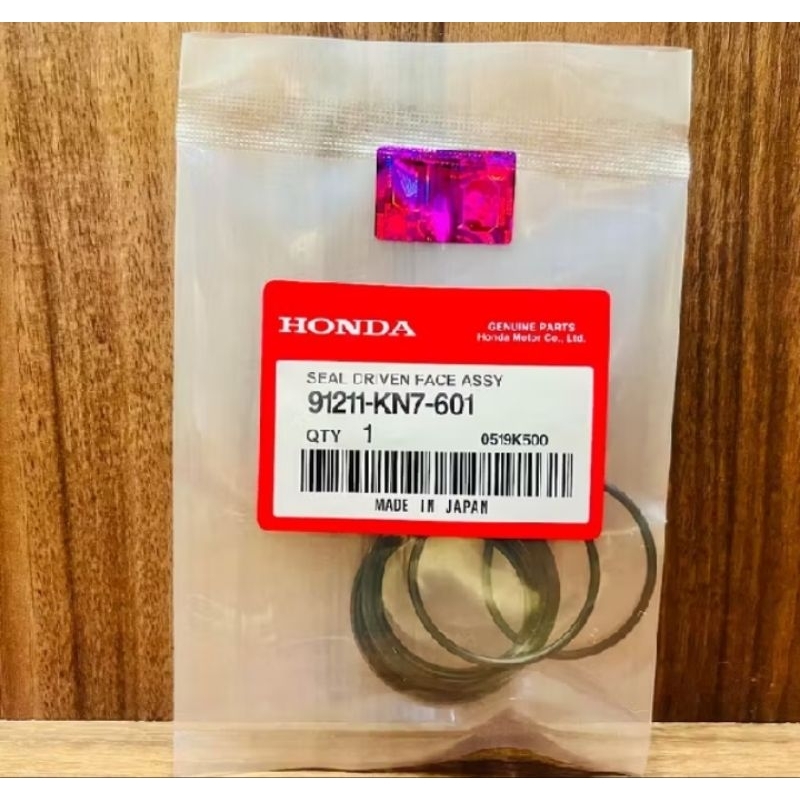 HONDA
GENUINE PARTS
Honda Motor Co., Ltd.
SEAL DRIVEN FACE ASSY
91211-KN7-601
QTY 1
0519K500
MADE IN JAPAN